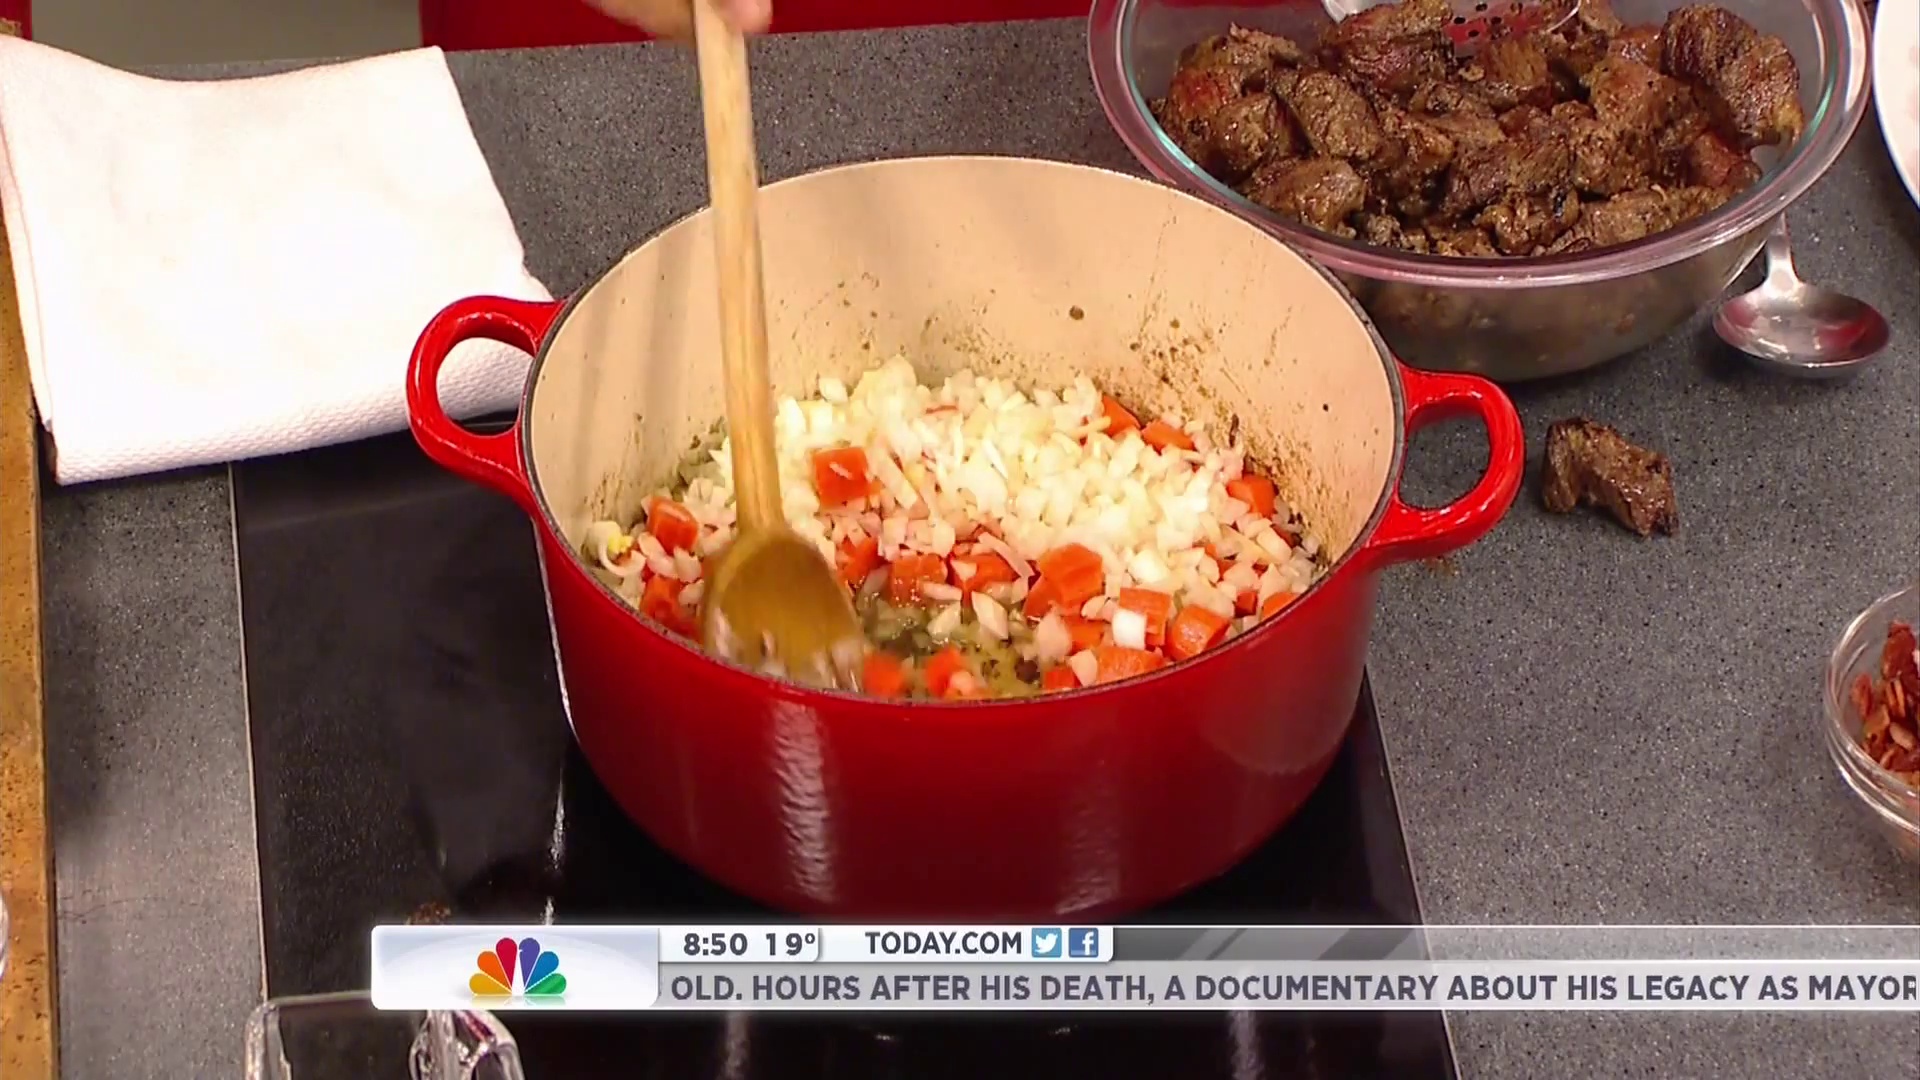 8:50 19° TODAY.COM
OLD. HOURS AFTER HIS DEATH, A DOCUMENTARY ABOUT HIS LEGACY AS MAYOR